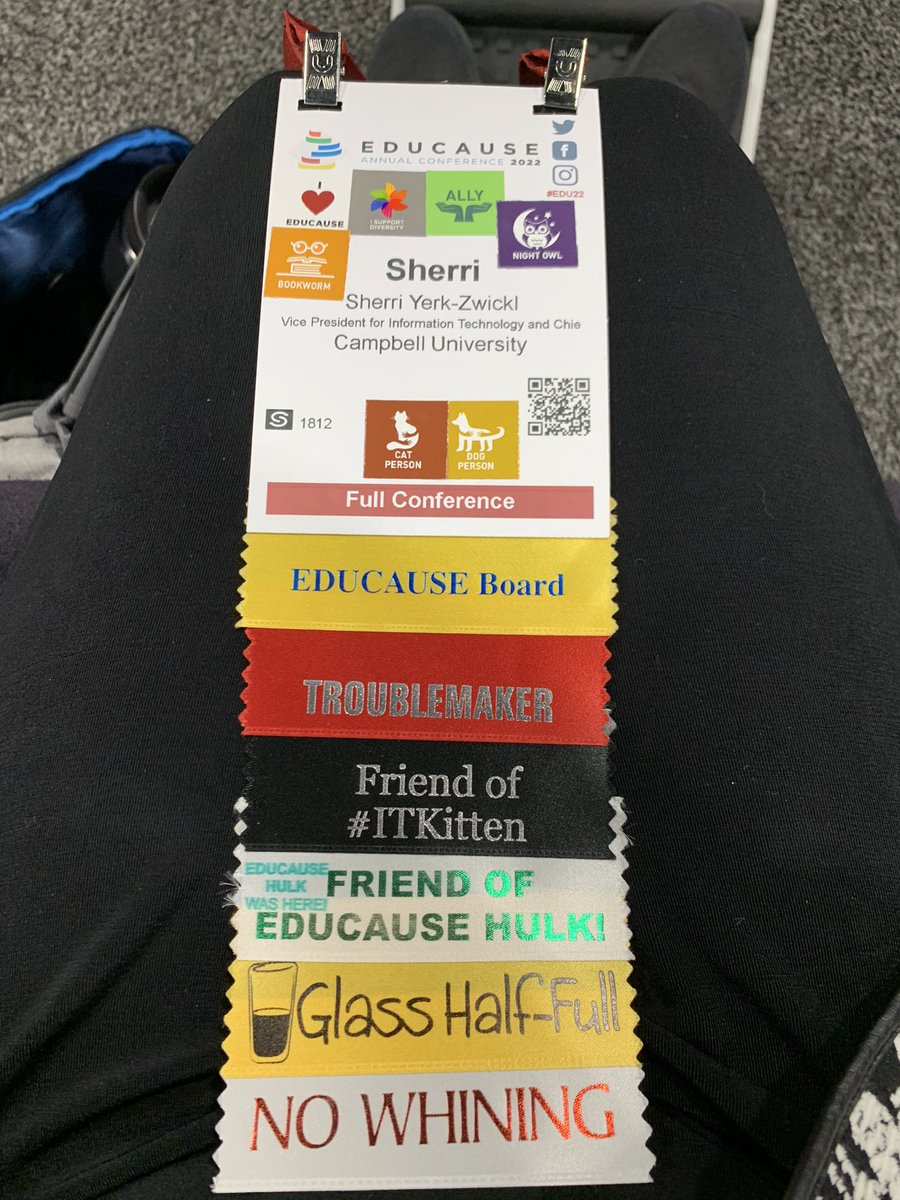 EDUCAUSE
ANNUAL CONFERENCE 2022
#EDU22
I
EDUCAUSE
I SUPPORT
DIVERSITY
ALLY
NIGHT OWL
BOOKWORM
Sherri
Sherri Yerk-Zwickl
Vice President for Information Technology and Chie
Campbell University
S 1812
CAT
PERSON
DOG
PERSON
Full Conference
EDUCAUSE Board
TROUBLEMAKER
Friend of
#ITKitten
EDUCAUSE
HULK
WAS HERE!
FRIEND OF
EDUCAUSE HULK!
Glass Half-Full
NO WHINING